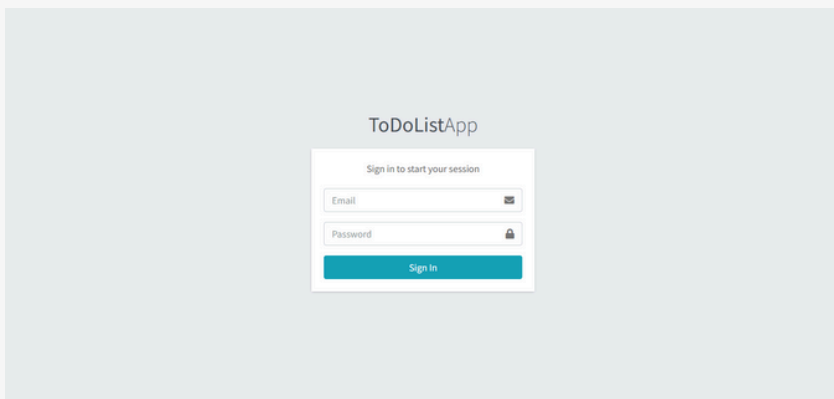 ToDoListApp
Sign in to start your session
Email
Password
Sign In